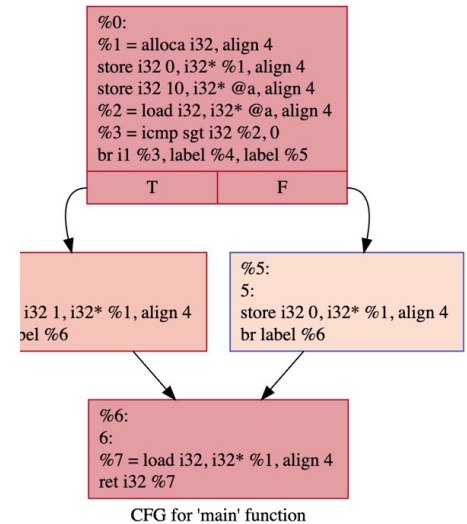 %0:
%1 = alloca i32, align 4
store i32 0, i32* %1, align 4
store i32 10, i32* @a, align 4
%2 = load i32, i32* @a, align 4
%3 = icmp sgt i32 %2, 0
br i1 %3, label %4, label %5
T F
i32 1, i32* %1, align 4
%6
%5:
5:
store i32 0, i32* %1, align 4
br label %6
%6:
6:
%7 = load i32, i32* %1, align 4
ret i32 %7
CFG for 'main' function